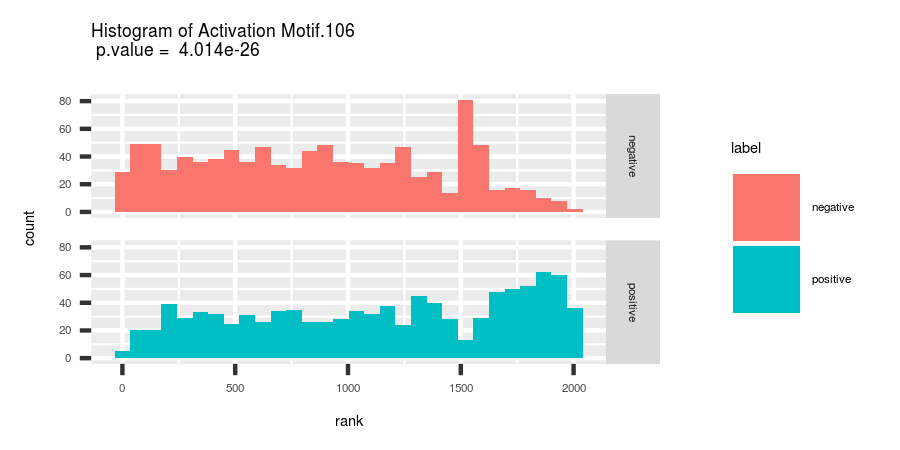 Histogram of Activation Motif.106
p.value = 4.014e-26
80
60
40
20
0
negative
80
60
40
20
0
positive
0 500 1000 1500 2000
rank
count
label
negative
positive